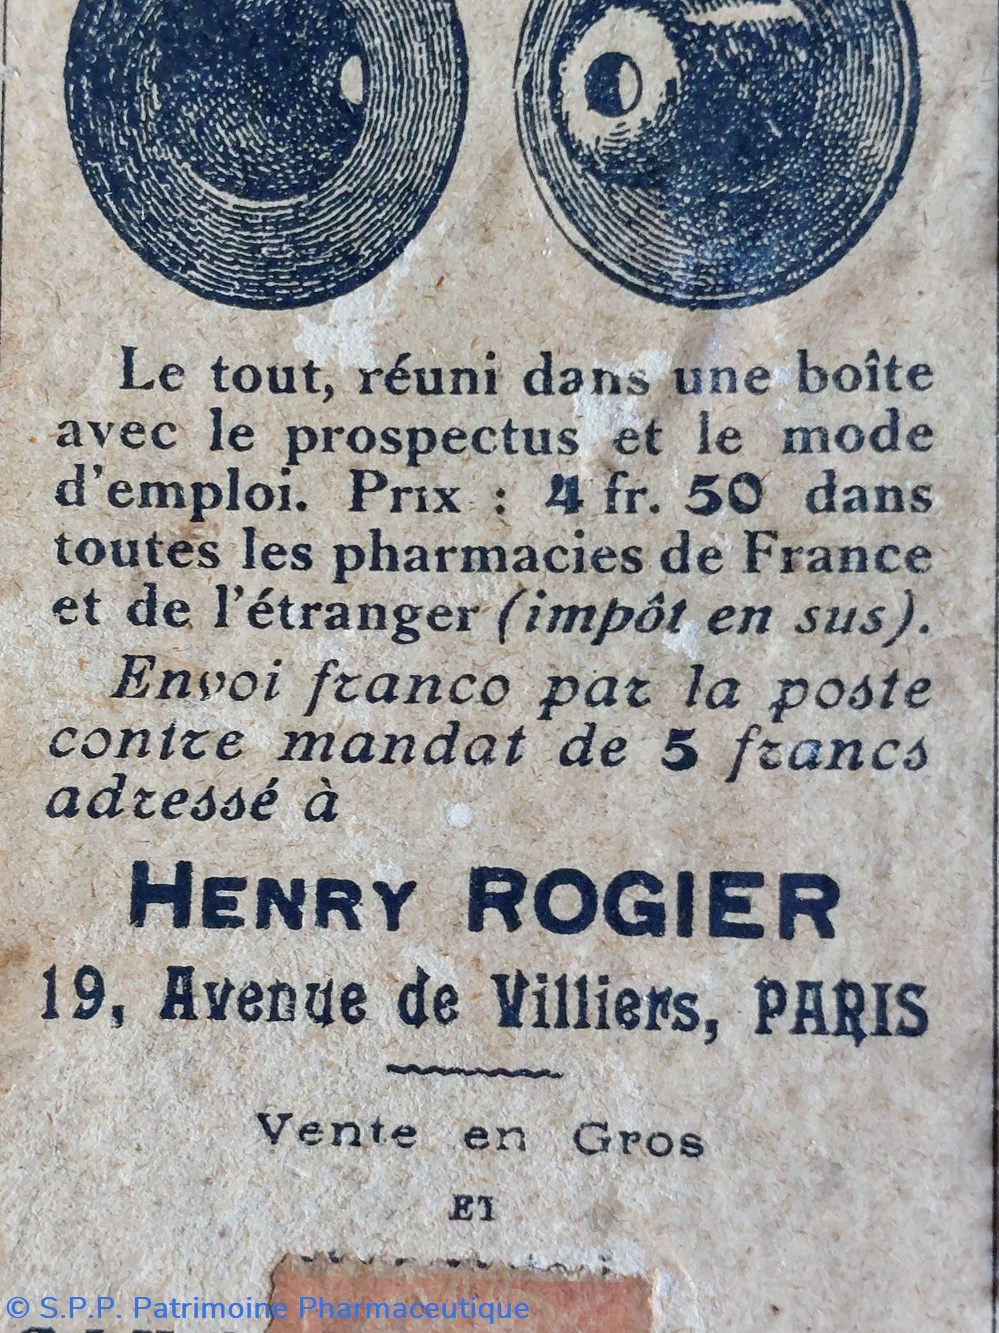 Le tout, réuni dans une boîte
avec le prospectus et le mode
d'emploi. Prix : 4 fr. 50 dans
toutes les pharmacies de France
et de l'étranger (impôt en sus).
Envoi franco par la poste
contre mandat de 5 francs
adressé à
HENRY ROGIER
19, Avenue de Villiers, PARIS
Vente en Gros
ET
© S.P.P. Patrimoine Pharmaceutique